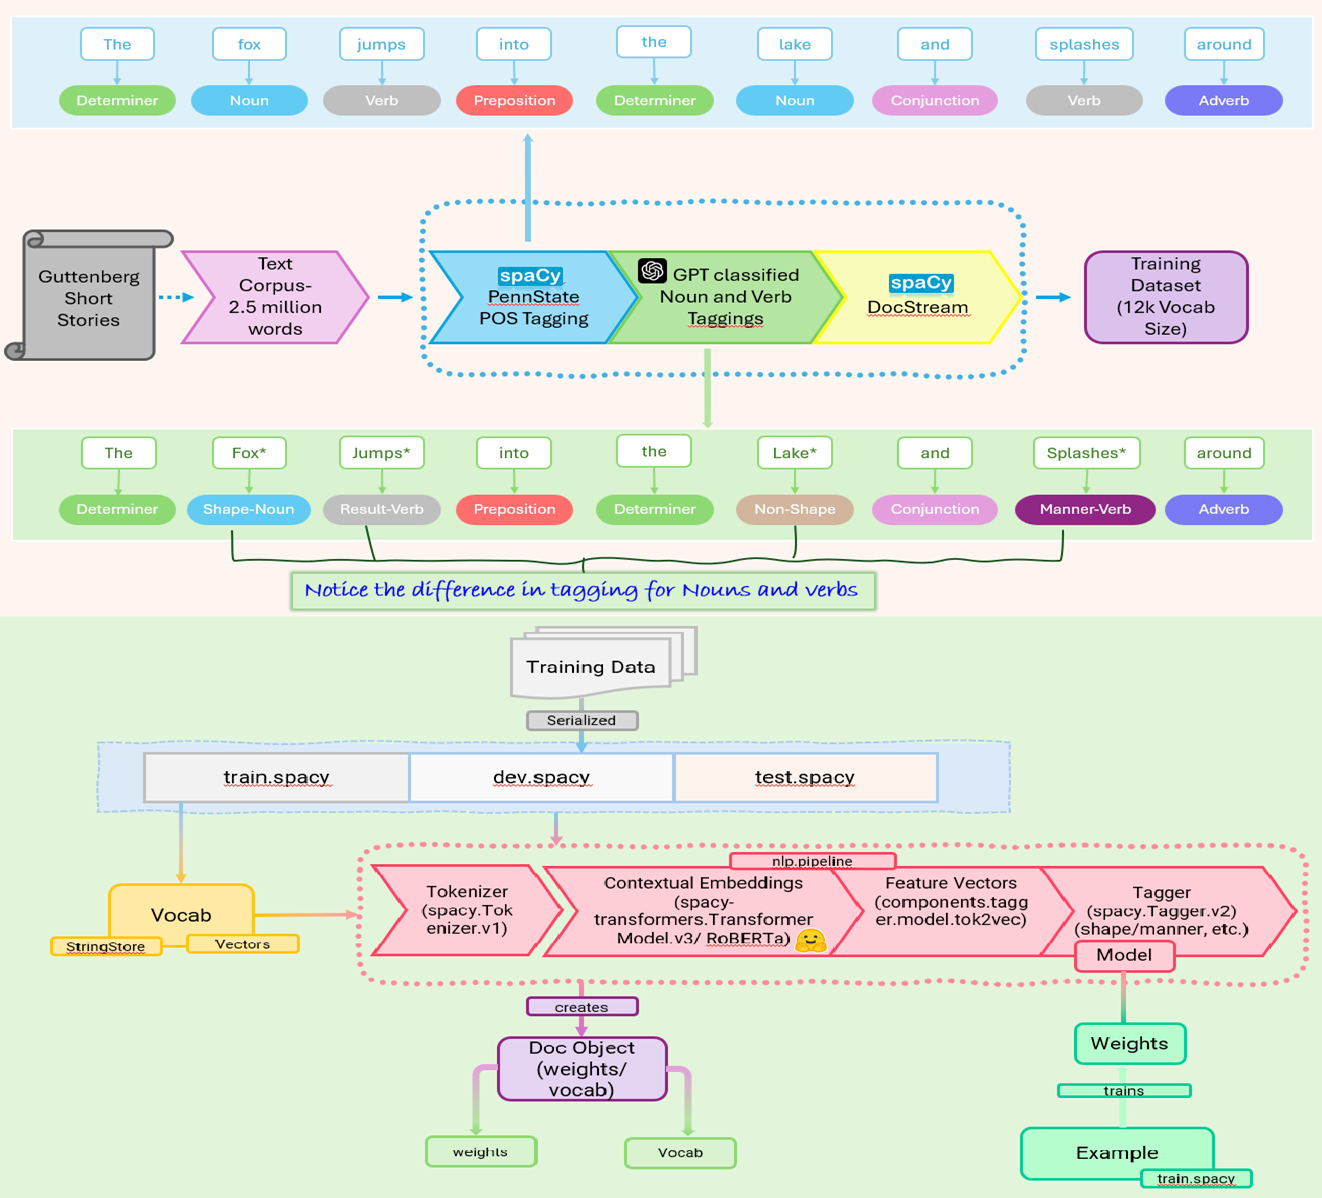 The fox jumps into the lake and splashes around
Determiner Noun Verb Preposition Determiner Noun Conjunction Verb Adverb
Guttenberg
Short
Stories
Text
Corpus-
2.5 million
words
spaCy
PennState
POS Tagging
GPT classified
Noun and Verb
Taggings
spaCy
DocStream
Training
Dataset
(12k Vocab
Size)
The Fox* Jumps* into the Lake* and Splashes* around
Determiner Shape-Noun Result-Verb Preposition Determiner Non-Shape Conjunction Manner-Verb Adverb
Notice the difference in tagging for Nouns and verbs
Training Data
Serialized
train.spacy dev.spacy test.spacy
nlp.pipeline
Vocab
StringStore
Vectors
Tokenizer
(spacy.Tok
enizer.v1)
Contextual Embeddings
(spacy-
transformers.Transformer
Model.v3/ RoBERTa)
Feature Vectors
(components.tagg
er.model.tok2vec)
Tagger
(spacy.Tagger.v2)
(shape/manner, etc.)
Model
creates
Doc Object
(weights/
vocab)
weights
Vocab
Weights
trains
Example
train.spacy